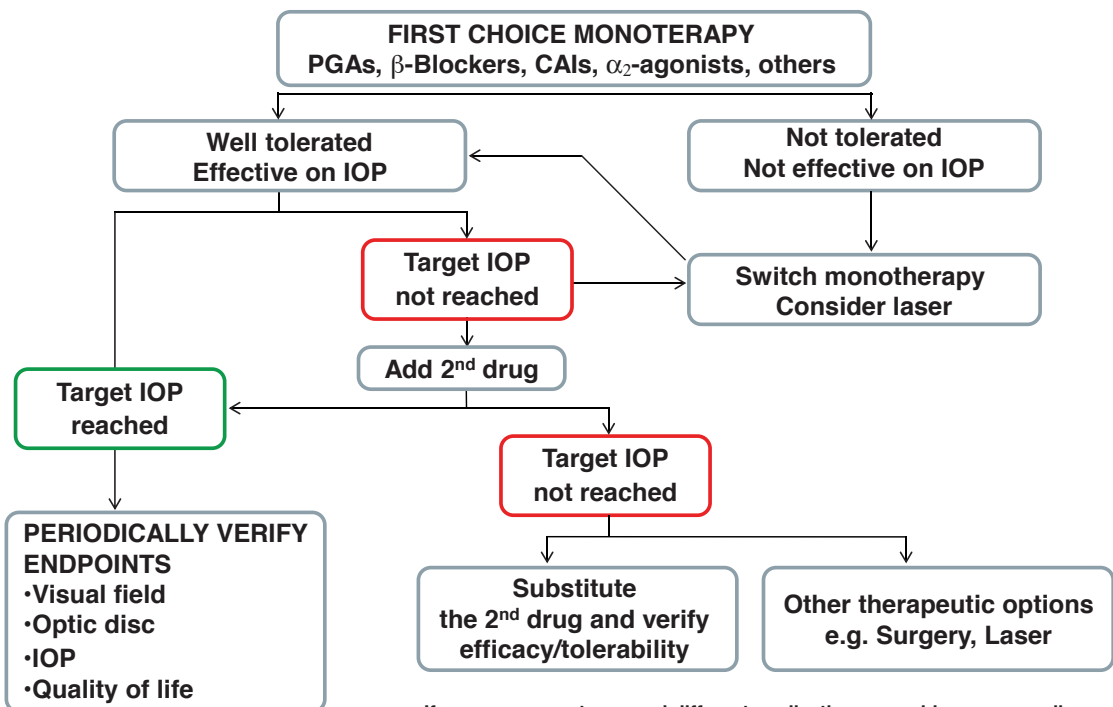 FIRST CHOICE MONOTERAPY
PGAs, β-Blockers, CAIs, α2-agonists, others
Well tolerated
Effective on IOP
Not tolerated
Not effective on IOP
Target IOP
not reached
Switch monotherapy
Consider laser
Add 2nd drug
Target IOP
reached
Target IOP
not reached
PERIODICALLY VERIFY
ENDPOINTS
•Visual field
•Optic disc
•IOP
•Quality of life
Substitute
the 2nd drug and verify
efficacy/tolerability
Other therapeutic options
e.g. Surgery, Laser